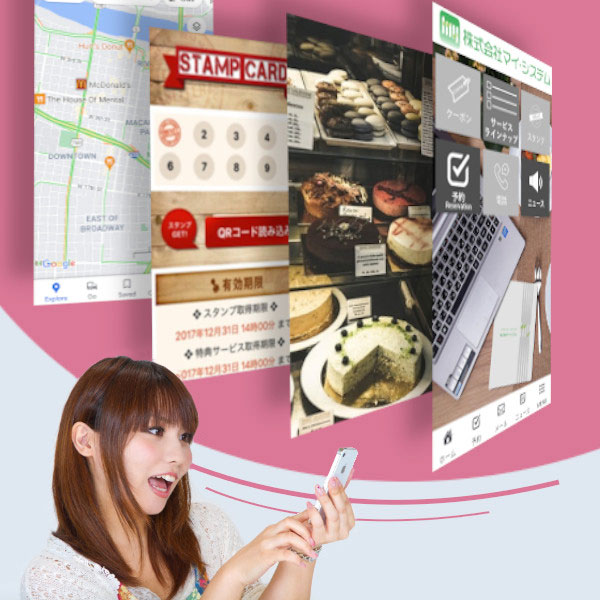 Hua's Donut
McDonald's
The House Of Mental
DOWNTOWN
EAST OF
BROADWAY
Google
Explore
Go
Saved
STAMP CARD
2
3
4
6
7
8
9
スタンプ
GET!
QRコード読み込み
有効期限
❖ スタンプ取得期限 ❖
2017年12月31日 14時00分 まで
❖ 特典サービス取得期限 ❖
2017年12月31日 14時00分 まで
my
株式会社マイ・システム
クーポン
サービス
ラインナップ
スタンプ
予約
Reservation
電話
ニュース
ホーム
予約
メール
ニュース